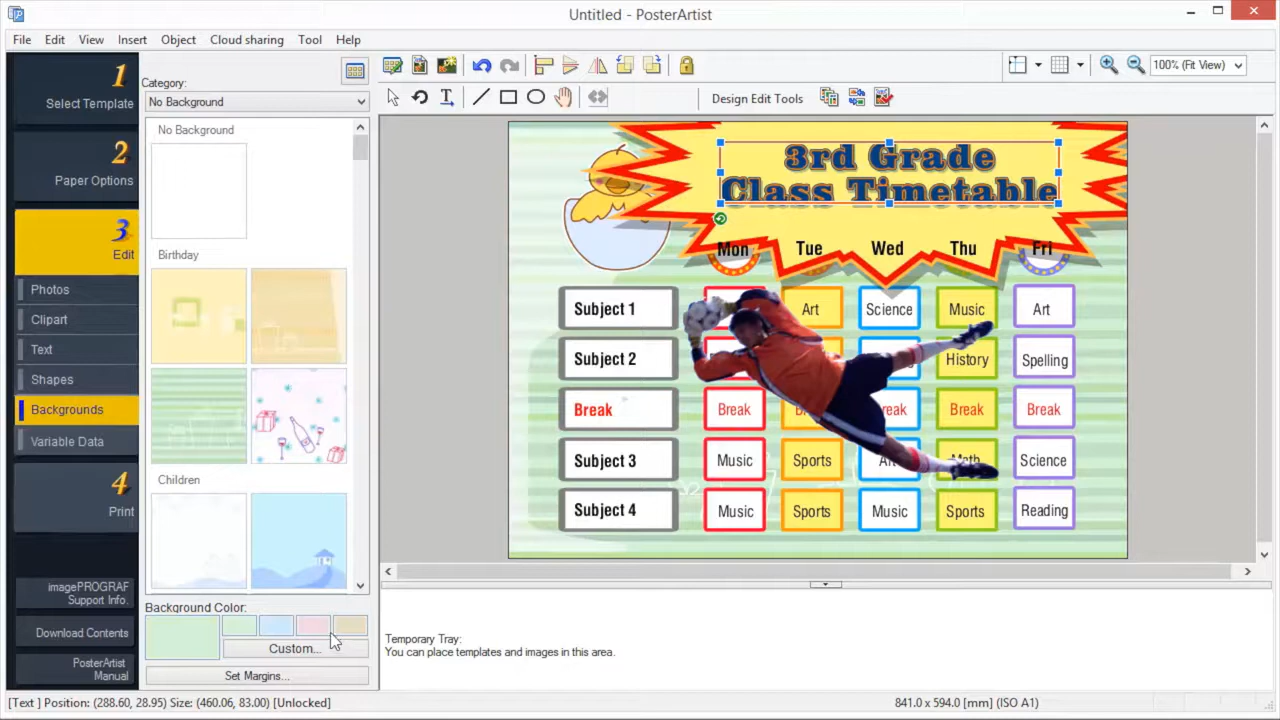 Untitled - PosterArtist
File Edit View Insert Object Cloud sharing Tool Help
1
Select Template
2
Paper Options
3
Edit
Photos
Clipart
Text
Shapes
Backgrounds
Variable Data
4
Print
imagePROGRAF
Support Info.
Download Contents
PosterArtist
Manual
Category:
No Background
No Background
Birthday
Children
Background Color:
Custom...
Set Margins...
100% (Fit View)
Design Edit Tools
3rd Grade
Class Timetable
Mon Tue Wed Thu Fri
Subject 1 Art Science Music Art
Subject 2 History Spelling
Break Break Break Break
Subject 3 Music Sports Math Science
Subject 4 Music Sports Music Sports Reading
Temporary Tray:
You can place templates and images in this area.
[Text ] Position: (288.60, 28.95) Size: (460.06, 83.00) [Unlocked]
841.0 x 594.0 [mm] (ISO A1)